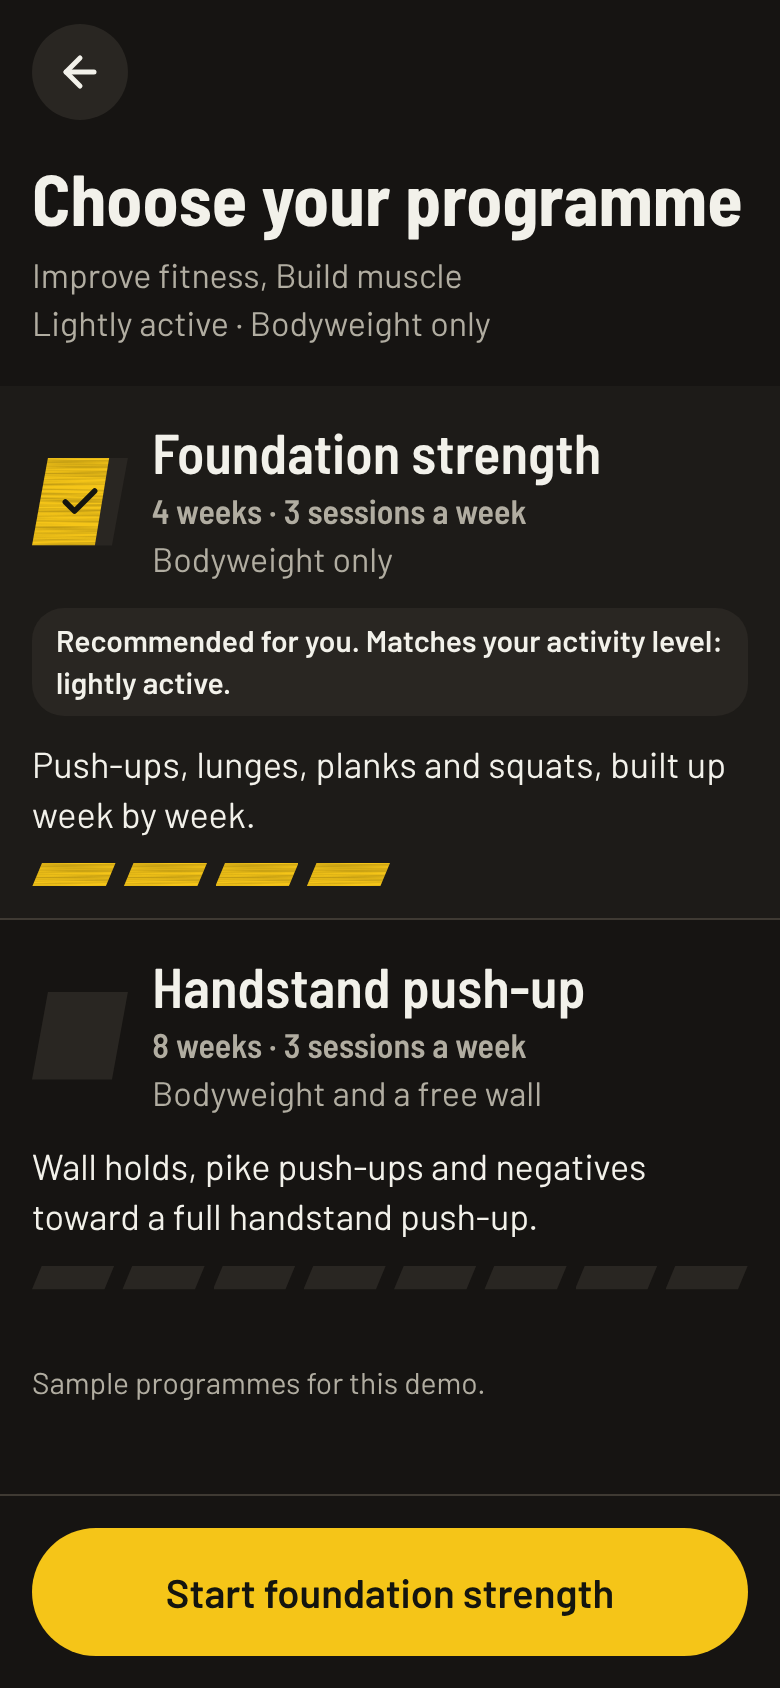 Choose your programme
Improve fitness, Build muscle
Lightly active · Bodyweight only
Foundation strength
4 weeks · 3 sessions a week
Bodyweight only
Recommended for you. Matches your activity level:
lightly active.
Push-ups, lunges, planks and squats, built up
week by week.
Handstand push-up
8 weeks · 3 sessions a week
Bodyweight and a free wall
Wall holds, pike push-ups and negatives
toward a full handstand push-up.
Sample programmes for this demo.
Start foundation strength